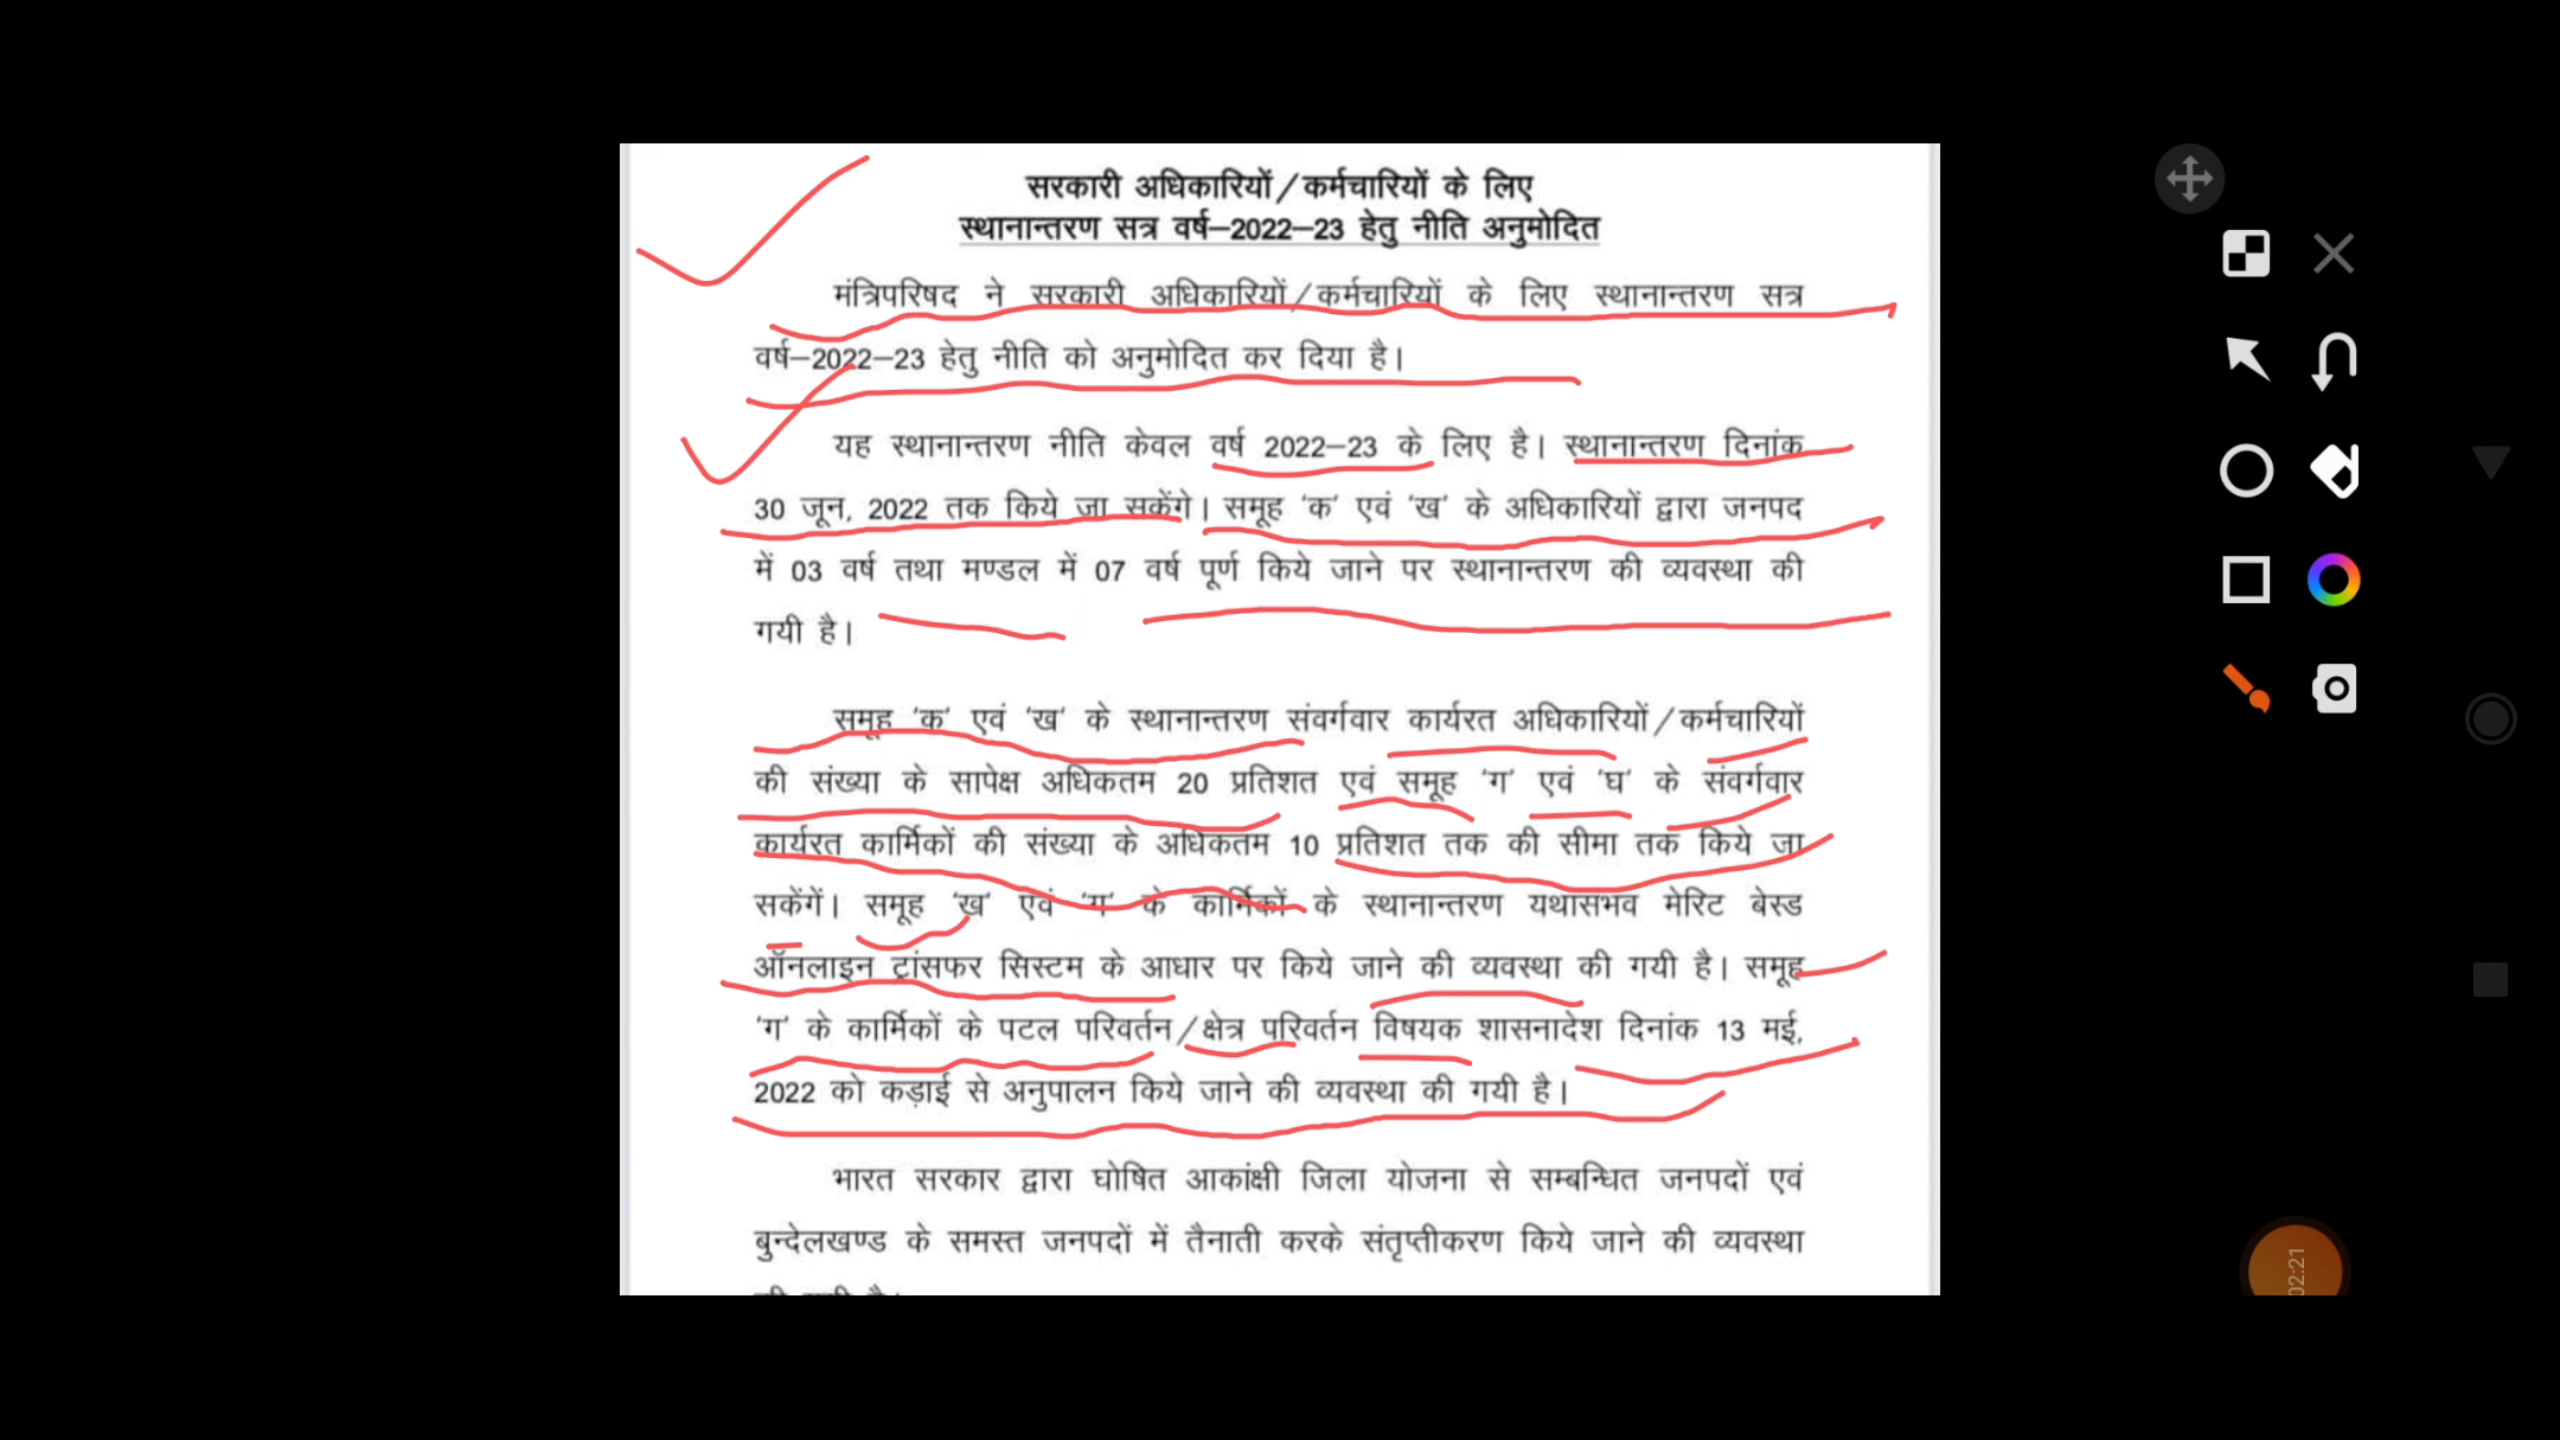 सरकारी अधिकारियों/कर्मचारियों के लिए
स्थानान्तरण सत्र वर्ष–2022–23 हेतु नीति अनुमोदित
मंत्रिपरिषद ने सरकारी अधिकारियों/कर्मचारियों के लिए स्थानान्तरण सत्र
वर्ष–2022–23 हेतु नीति को अनुमोदित कर दिया है।
यह स्थानान्तरण नीति केवल वर्ष 2022–23 के लिए है। स्थानान्तरण दिनांक
30 जून, 2022 तक किये जा सकेंगे। समूह 'क' एवं 'ख' के अधिकारियों द्वारा जनपद
में 03 वर्ष तथा मण्डल में 07 वर्ष पूर्ण किये जाने पर स्थानान्तरण की व्यवस्था की
गयी है।
समूह 'क' एवं 'ख' के स्थानान्तरण संवर्गवार कार्यरत अधिकारियों/कर्मचारियों
की संख्या के सापेक्ष अधिकतम 20 प्रतिशत एवं समूह 'ग' एवं 'घ' के संवर्गवार
कार्यरत कार्मिकों की संख्या के अधिकतम 10 प्रतिशत तक की सीमा तक किये जा
सकेंगें। समूह 'ख' एवं 'ग' के कार्मिकों के स्थानान्तरण यथासंभव मेरिट बेस्ड
ऑनलाइन ट्रांसफर सिस्टम के आधार पर किये जाने की व्यवस्था की गयी है। समूह
'ग' के कार्मिकों के पटल परिवर्तन/क्षेत्र परिवर्तन विषयक शासनादेश दिनांक 13 मई,
2022 को कड़ाई से अनुपालन किये जाने की व्यवस्था की गयी है।
भारत सरकार द्वारा घोषित आकांक्षी जिला योजना से सम्बन्धित जनपदों एवं
बुन्देलखण्ड के समस्त जनपदों में तैनाती करके संतृप्तीकरण किये जाने की व्यवस्था
02:21